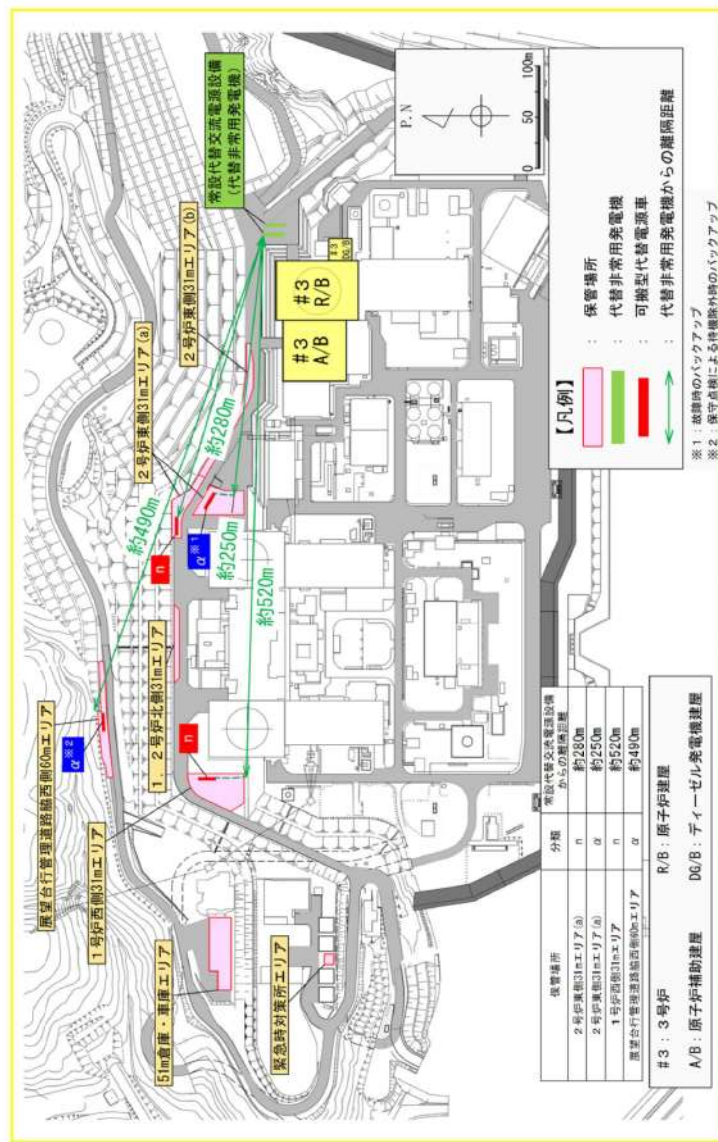 展望台行管理道路脇西側60mエリア
α※2
1号炉西側31mエリア
51m倉庫・車庫エリア
緊急時対策所エリア
1、2号炉北側31mエリア
n
n
α※1
2号炉東側31mエリア(a)
2号炉東側31mエリア(b)
常設代替交流電源設備
(代替非常用発電機)
約490m
約280m
約250m
約520m
#3
A/B
#3
R/B
#3
DG/B
P.N
0 50 100m
【凡例】
: 保管場所
: 代替非常用発電機
: 可搬型代替電源車
: 代替非常用発電機からの離隔距離
※1:故障時のバックアップ
※2:保守点検による待機除外時のバックアップ
保管場所 分類 常設代替交流電源設備からの離隔距離
2号炉東側31mエリア(a) n 約280m
2号炉東側31mエリア(a) α 約250m
1号炉西側31mエリア n 約520m
展望台行管理道路脇西側60mエリア α 約490m
#3:3号炉 R/B:原子炉建屋
A/B:原子炉補助建屋 DG/B:ディーゼル発電機建屋